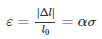 ε = |Δl| / l₀ = ασ